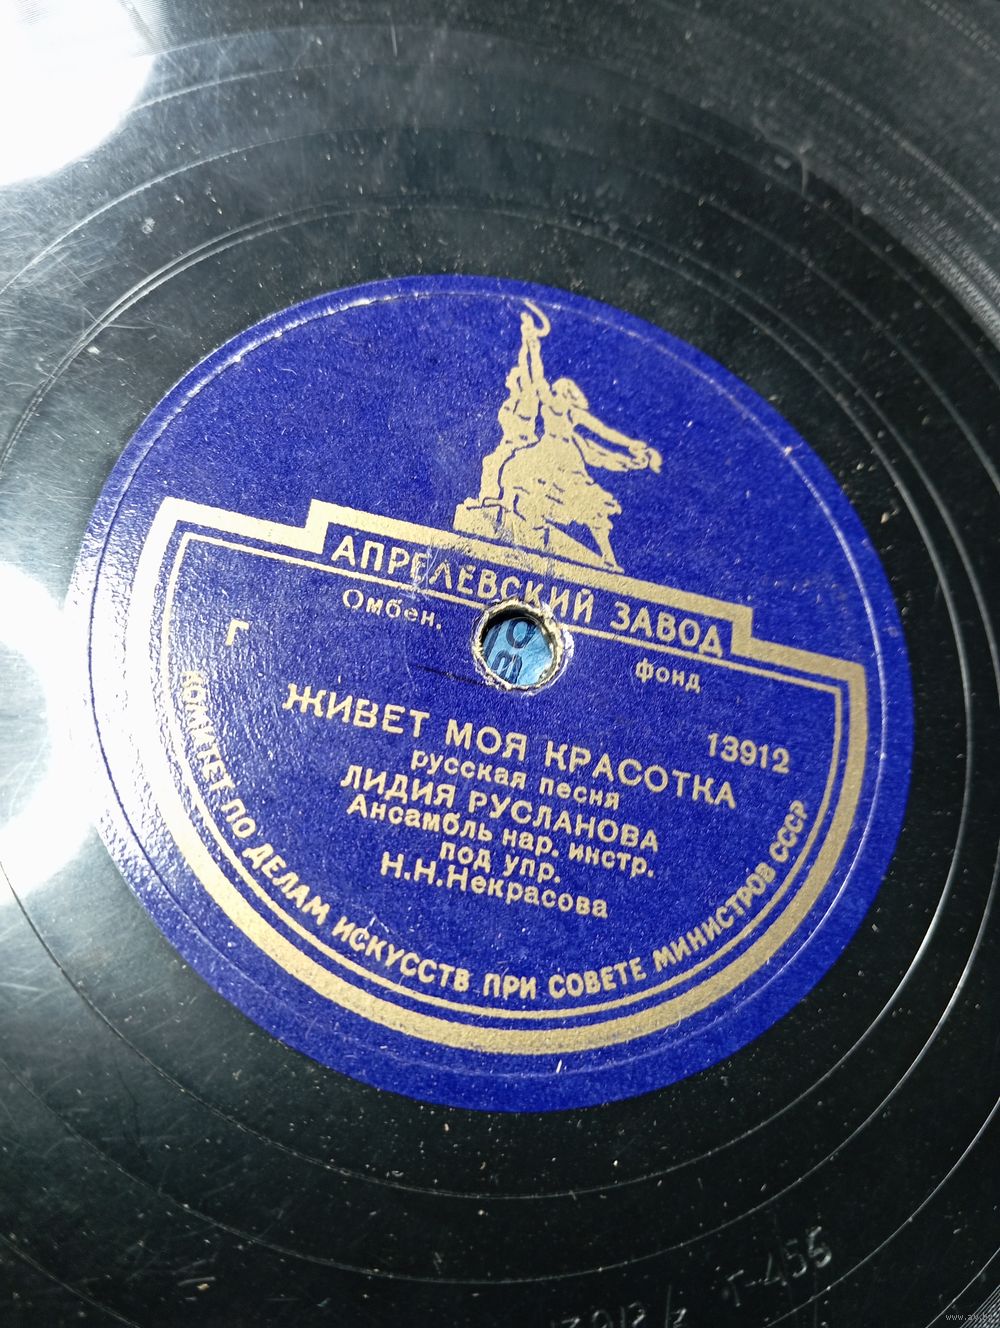 АПРЕЛЕВСКИЙ ЗАВОД
Омбен. фонд
Г
13912
ЖИВЕТ МОЯ КРАСОТКА
русская песня
ЛИДИЯ РУСЛАНОВА
Ансамбль нар. инстр.
под упр.
Н.Н.Некрасова
КОМИТЕТ ПО ДЕЛАМ ИСКУССТВ ПРИ СОВЕТЕ МИНИСТРОВ СССР
Г-455